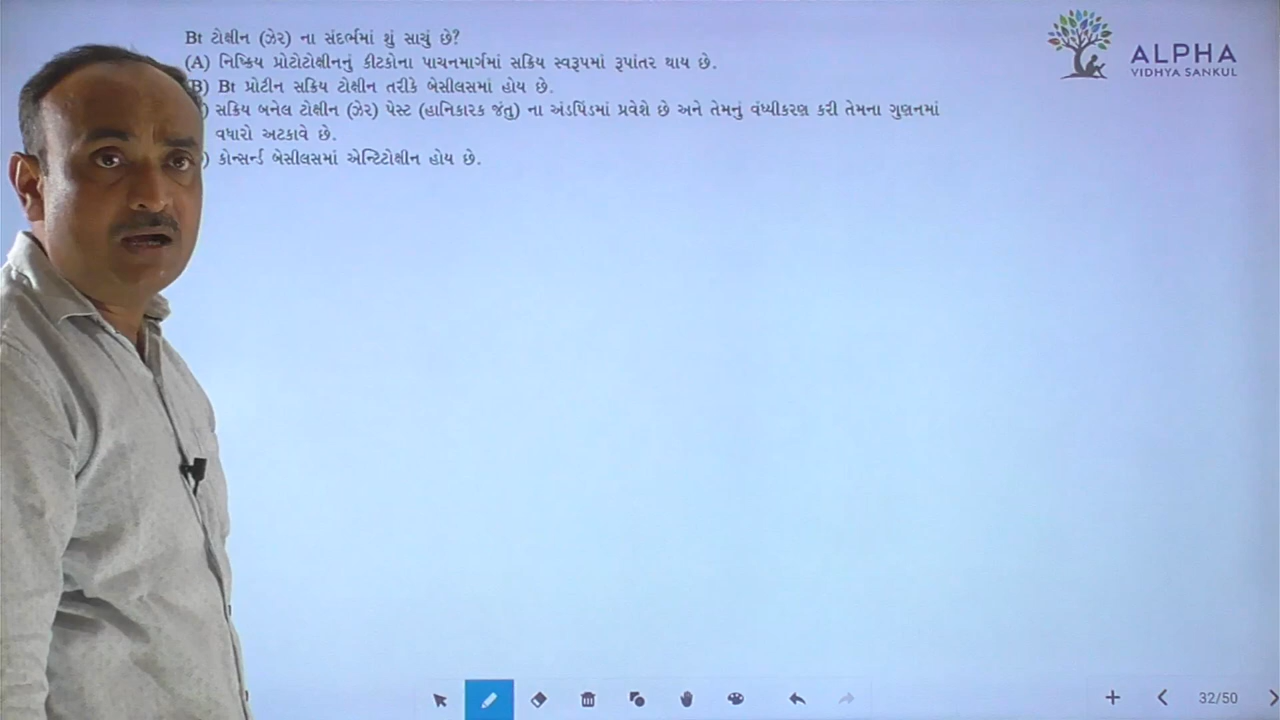 Bt ટોક્ષીન (ઝેર) ના સંદર્ભમાં શું સાચું છે?
(A) નિષ્ક્રિય પ્રોટોટોક્ષીનનું કીટકોના પાચનમાર્ગમાં સક્રિય સ્વરૂપમાં રૂપાંતર થાય છે.
B) Bt પ્રોટીન સક્રિય ટોક્ષીન તરીકે બેસીલસમાં હોય છે.
) સક્રિય બનેલ ટોક્ષીન (ઝેર) પેસ્ટ (હાનિકારક જંતુ) ના અંડપિંડમાં પ્રવેશે છે અને તેમનું વંધ્યીકરણ કરી તેમના ગુણનમાં
વધારો અટકાવે છે.
) કોન્સર્ન્ડ બેસીલસમાં એન્ટિટોક્ષીન હોય છે.
ALPHA
VIDHYA SANKUL
32/50